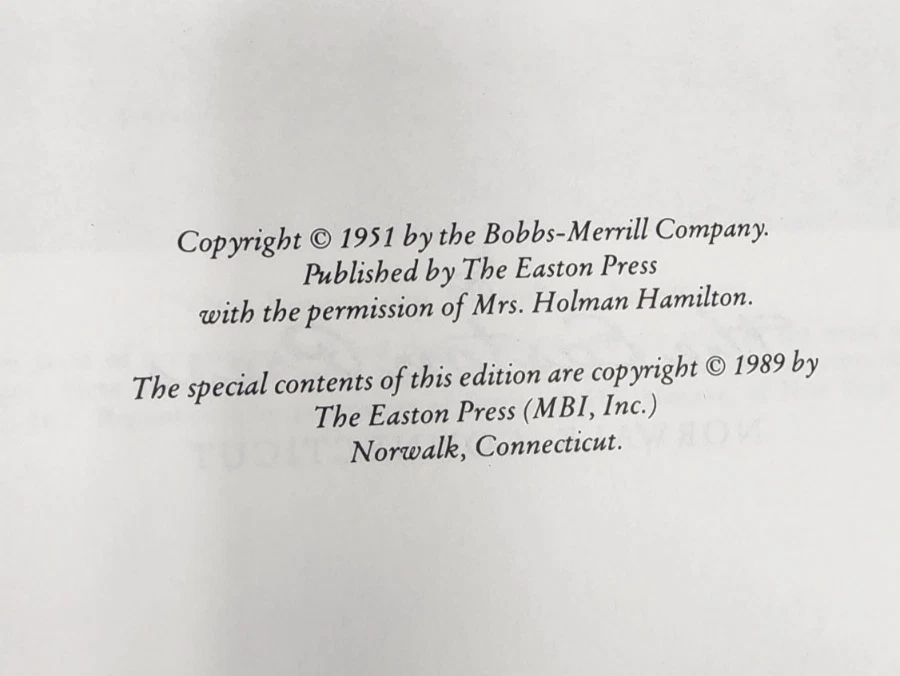 Copyright © 1951 by the Bobbs-Merrill Company.
Published by The Easton Press
with the permission of Mrs. Holman Hamilton.
The special contents of this edition are copyright © 1989 by
The Easton Press (MBI, Inc.)
Norwalk, Connecticut.